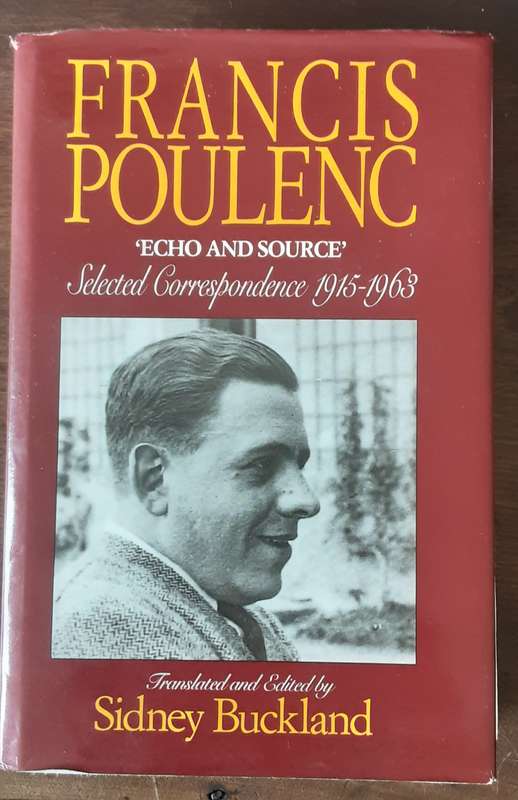 FRANCIS
POULENC
'ECHO AND SOURCE'
Selected Correspondence 1915-1963
Translated and Edited by
Sidney Buckland